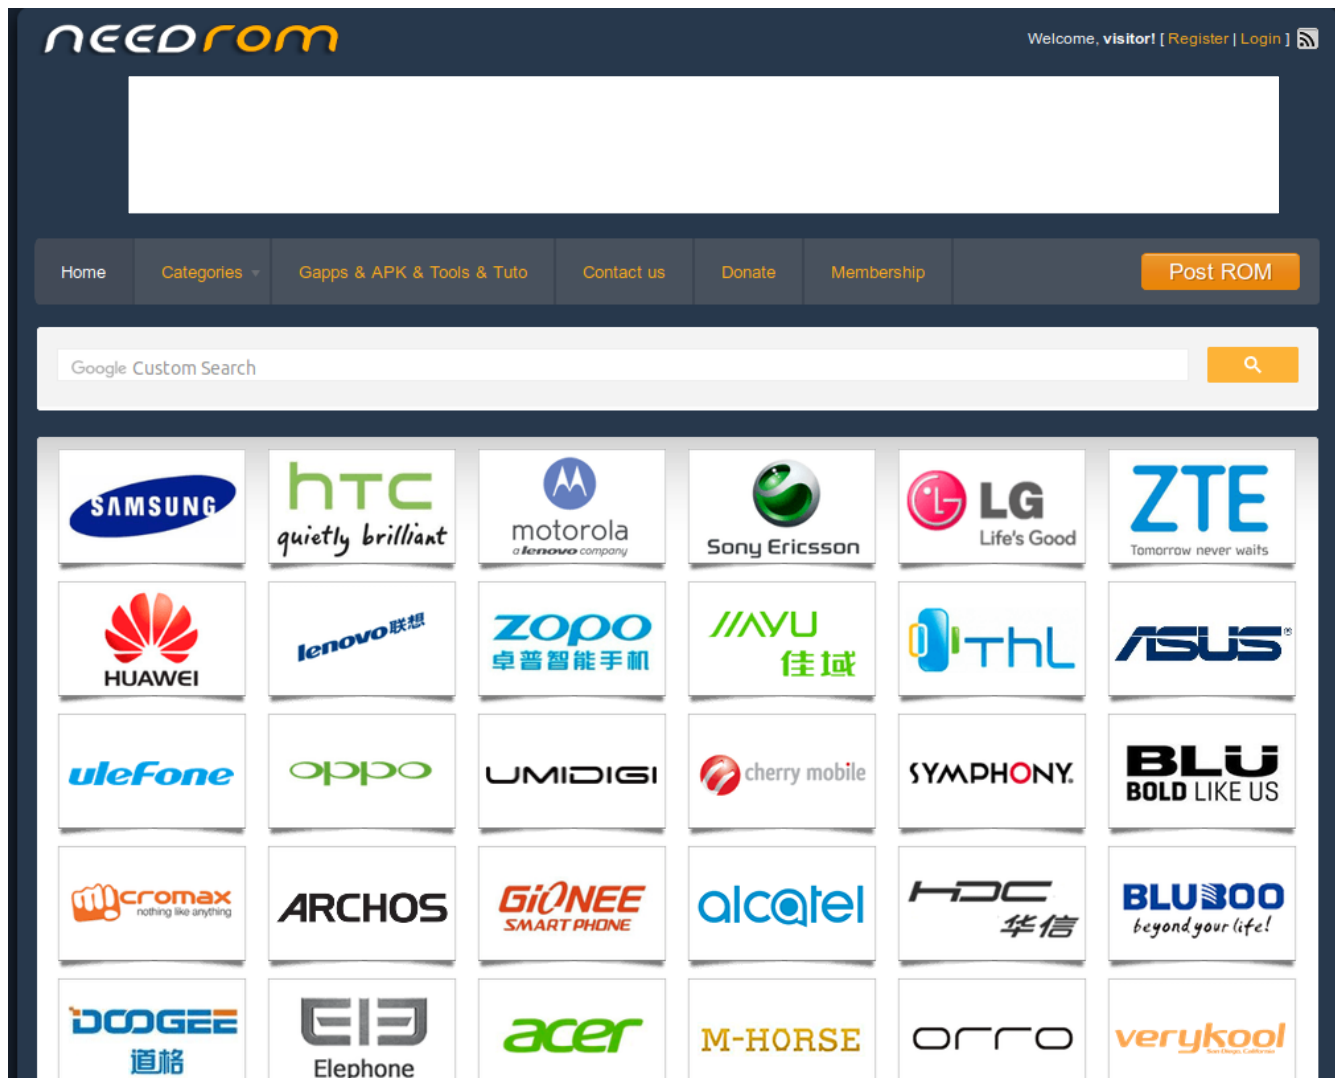 needrom
Welcome, visitor! [ Register | Login ]
Home Categories Gapps & APK & Tools & Tuto Contact us Donate Membership Post ROM
Google Custom Search
SAMSUNG
hTC
quietly brilliant
motorola
a lenovo company
Sony Ericsson
LG
Life's Good
ZTE
Tomorrow never waits
HUAWEI
lenovo联想
ZOPO
卓普智能手机
JIAYU
佳域
ThL
ASUS®
uleFone
oppo
UMIDIGI
cherry mobile
SYMPHONY.
BLU
BOLD LIKE US
micromax
nothing like anything
ARCHOS
GiONEE
SMART PHONE
alcatel
HDC
华信
BLUBOO
beyond your life!
DOOGEE
道格
Elephone
acer
M-HORSE
orro
verykool
San Diego, California